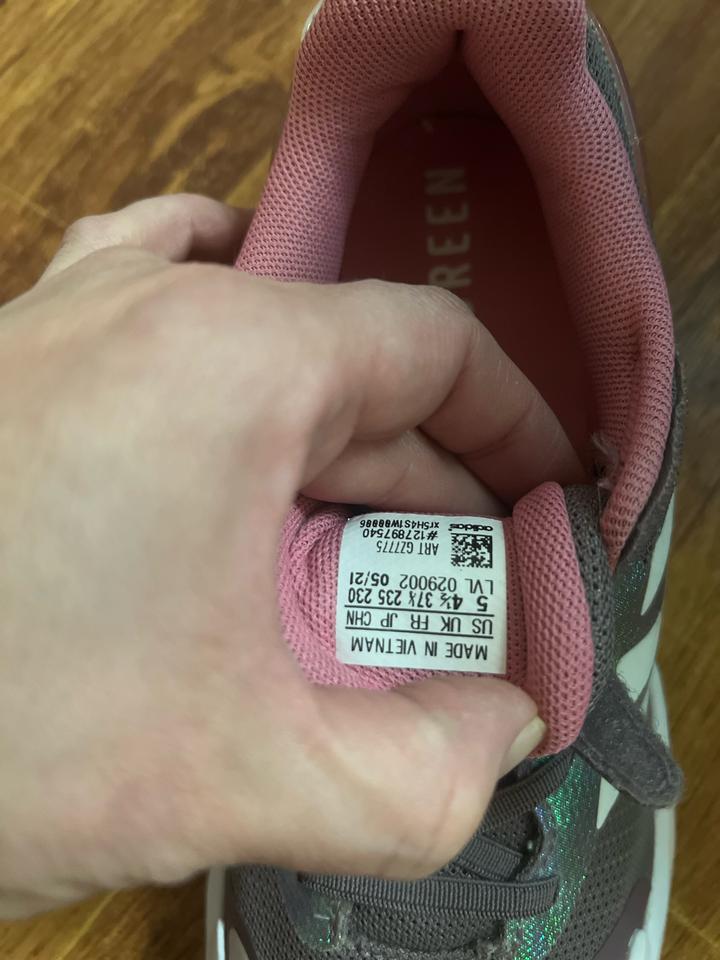 MADE IN VIETNAM
US UK FR JP CHN
5 4½ 37⅓ 235 230
LVL 029002 05/21
ART GZ7775
#127897540
adidas
REEN